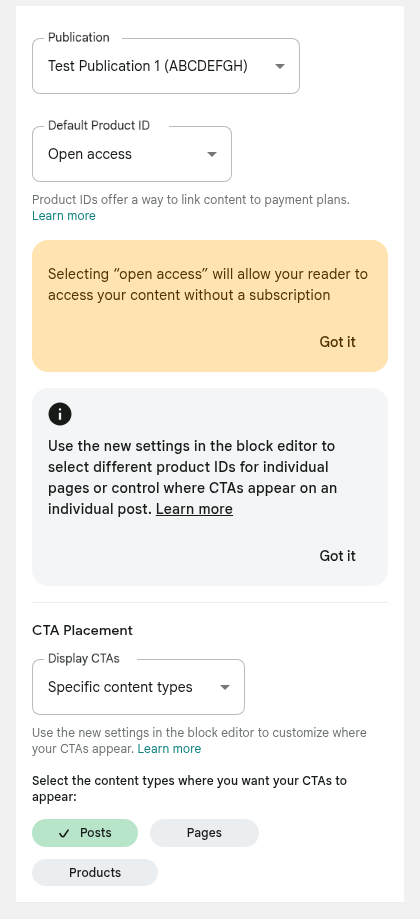 Publication
Test Publication 1 (ABCDEFGH)
Default Product ID
Open access
Product IDs offer a way to link content to payment plans.
Learn more
Selecting “open access” will allow your reader to
access your content without a subscription
Got it
Use the new settings in the block editor to
select different product IDs for individual
pages or control where CTAs appear on an
individual post. Learn more
Got it
CTA Placement
Display CTAs
Specific content types
Use the new settings in the block editor to customize where
your CTAs appear. Learn more
Select the content types where you want your CTAs to
appear:
Posts
Pages
Products